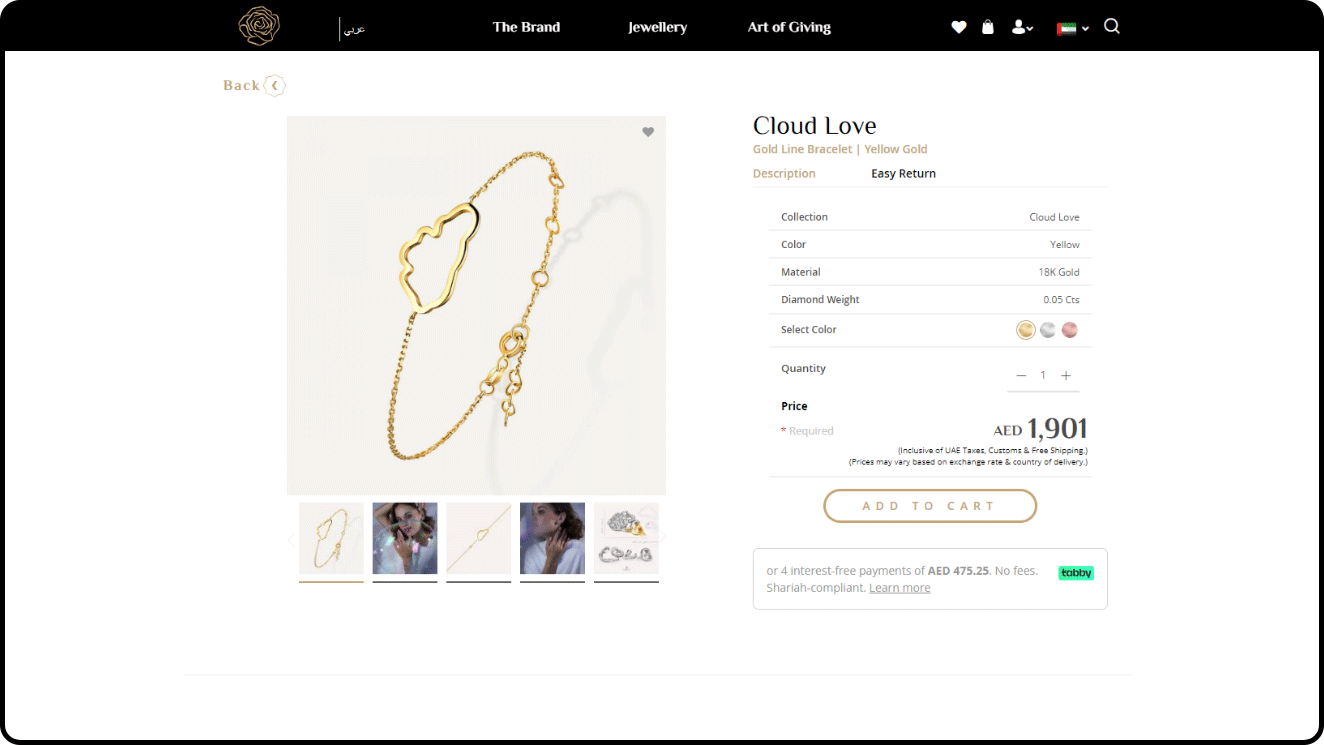 عربي
The Brand
Jewellery
Art of Giving
Back
Cloud Love
Gold Line Bracelet | Yellow Gold
Description
Easy Return
Collection Cloud Love
Color Yellow
Material 18K Gold
Diamond Weight 0.05 Cts
Select Color
Quantity 1
Price
* Required AED 1,901
(Inclusive of UAE Taxes, Customs & Free Shipping.)
(Prices may vary based on exchange rate & country of delivery.)
ADD TO CART
or 4 interest-free payments of AED 475.25. No fees.
Shariah-compliant. Learn more
tabby